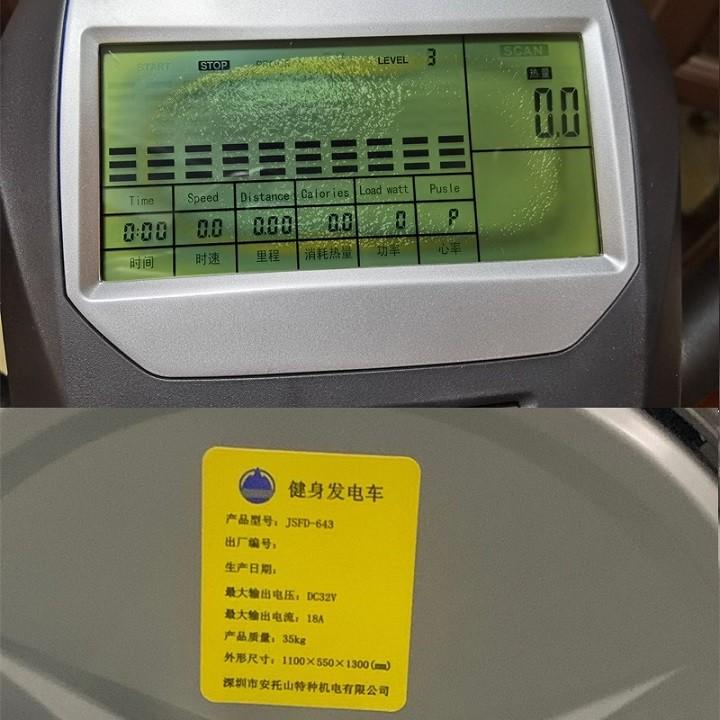 START STOP LEVEL 3
SCAN
热量
0.0
Time Speed Distance Calories Load watt Pusle
0:00 0.0 0.00 0.0 0 P
时间 时速 里程 消耗热量 功率 心率
健身发电车
产品型号：JSFD-643
出厂编号：
生产日期：
最大输出电压：DC32V
最大输出电流：18A
产品质量：35kg
外形尺寸：1100×550×1300(mm)
深圳市安托山特种机电有限公司